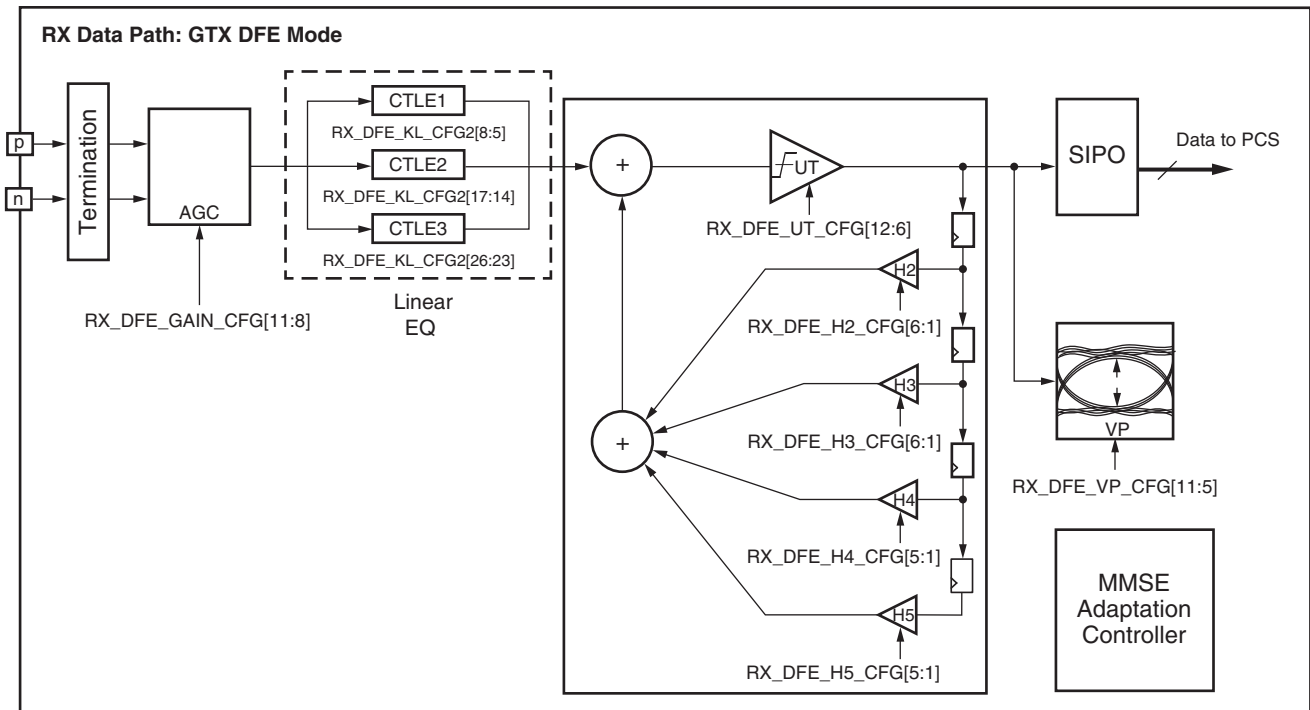 RX Data Path: GTX DFE Mode
p
n
Termination
AGC
RX_DFE_GAIN_CFG[11:8]
CTLE1
RX_DFE_KL_CFG2[8:5]
CTLE2
RX_DFE_KL_CFG2[17:14]
CTLE3
RX_DFE_KL_CFG2[26:23]
Linear
EQ
+
UT
RX_DFE_UT_CFG[12:6]
H2
RX_DFE_H2_CFG[6:1]
H3
RX_DFE_H3_CFG[6:1]
+
H4
RX_DFE_H4_CFG[5:1]
H5
RX_DFE_H5_CFG[5:1]
SIPO
Data to PCS
VP
RX_DFE_VP_CFG[11:5]
MMSE
Adaptation
Controller